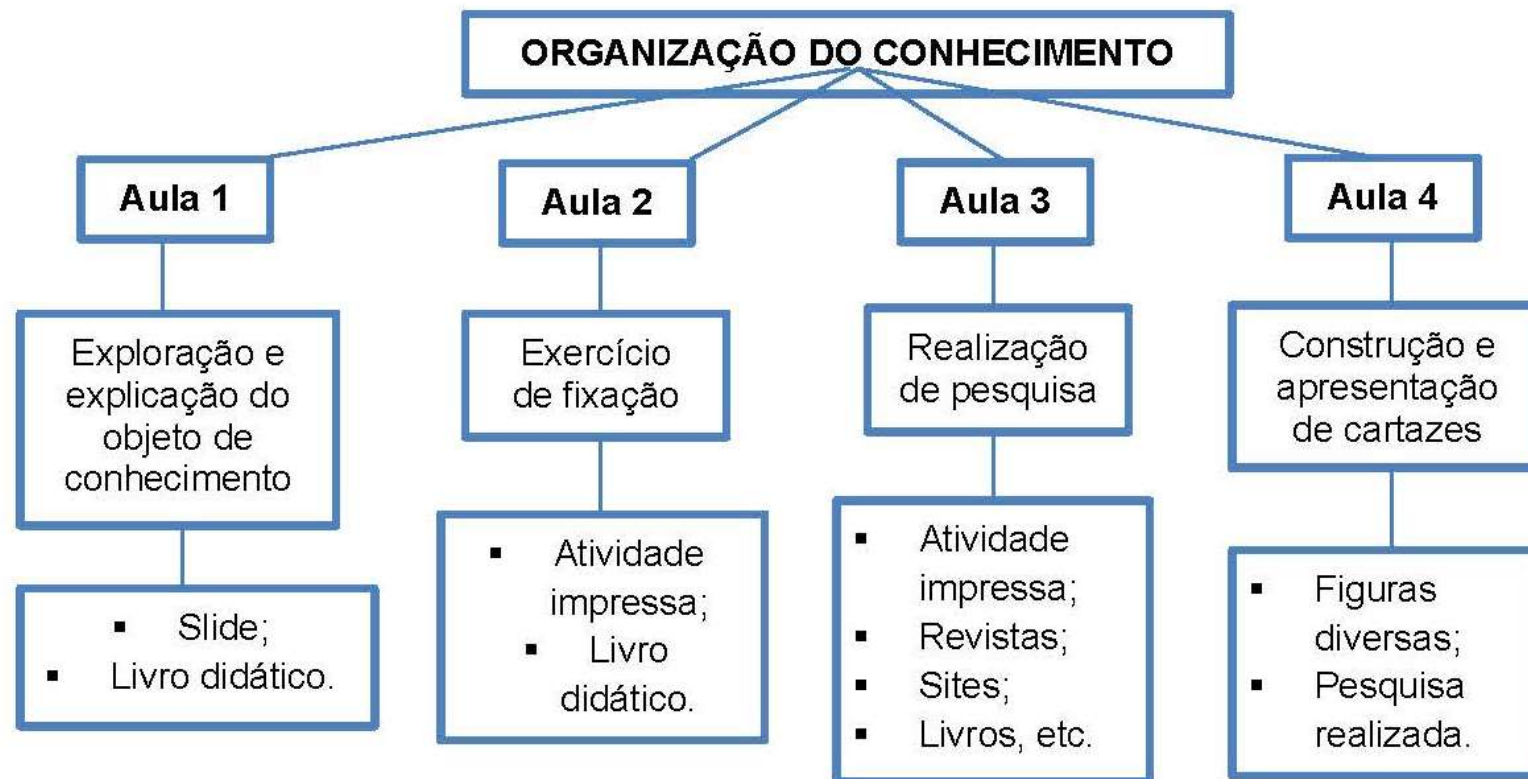 ORGANIZAÇÃO DO CONHECIMENTO
Aula 1
Exploração e
explicação do
objeto de
conhecimento
▪ Slide;
▪ Livro didático.
Aula 2
Exercício
de fixação
▪ Atividade
impressa;
▪ Livro
didático.
Aula 3
Realização
de pesquisa
▪ Atividade
impressa;
▪ Revistas;
▪ Sites;
▪ Livros, etc.
Aula 4
Construção e
apresentação
de cartazes
▪ Figuras
diversas;
▪ Pesquisa
realizada.